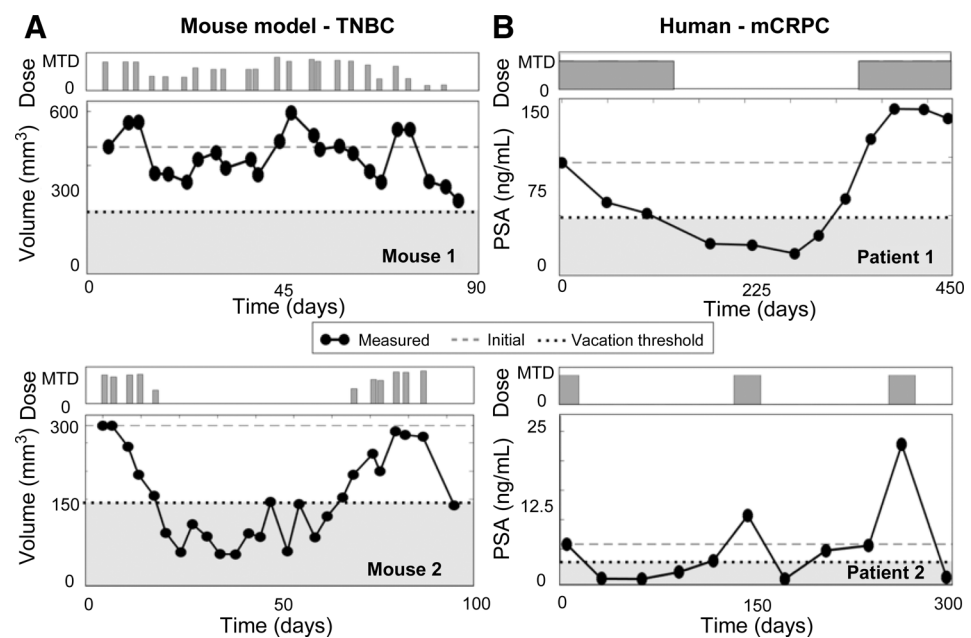 A Mouse model - TNBC
Dose
MTD
0
Volume (mm³)
600
300
0
Mouse 1
0 45 90
Time (days)
B Human - mCRPC
Dose
MTD
0
PSA (ng/mL)
150
75
0
Patient 1
0 225 450
Time (days)
Measured Initial Vacation threshold
Dose
MTD
0
Volume (mm³)
300
150
0
Mouse 2
0 50 100
Time (days)
Dose
MTD
0
PSA (ng/mL)
25
12.5
0
Patient 2
0 150 300
Time (days)